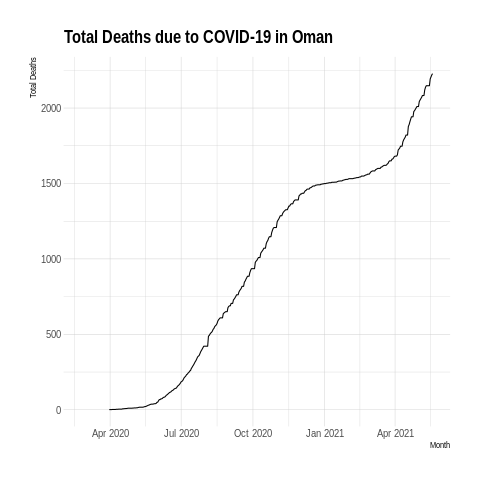 Total Deaths due to COVID-19 in Oman
Total Deaths
2000
1500
1000
500
0
Apr 2020 Jul 2020 Oct 2020 Jan 2021 Apr 2021
Month